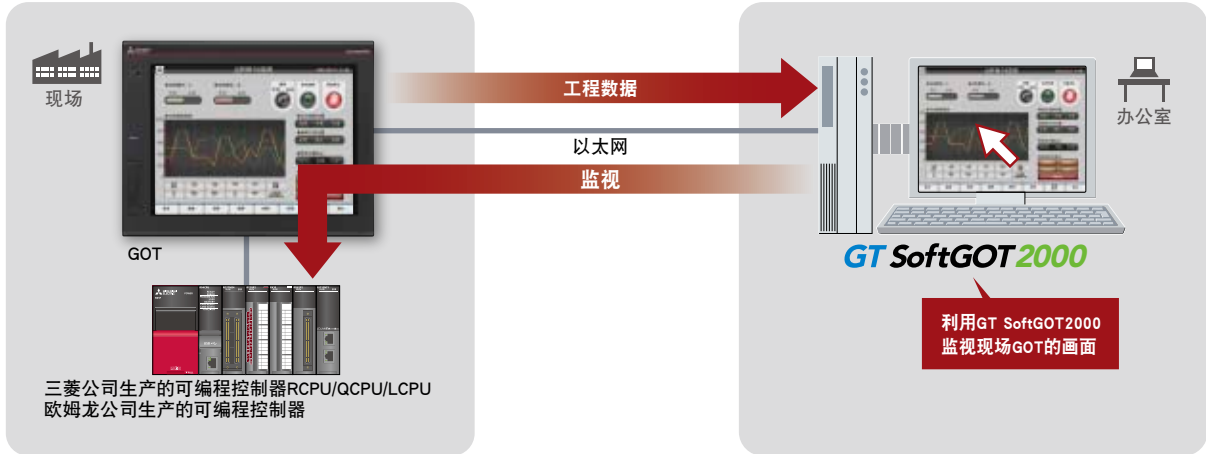 现场
工程数据
以太网
监视
办公室
GOT
GT SoftGOT2000
利用GT SoftGOT2000
监视现场GOT的画面
三菱公司生产的可编程控制器RCPU/QCPU/LCPU
欧姆龙公司生产的可编程控制器